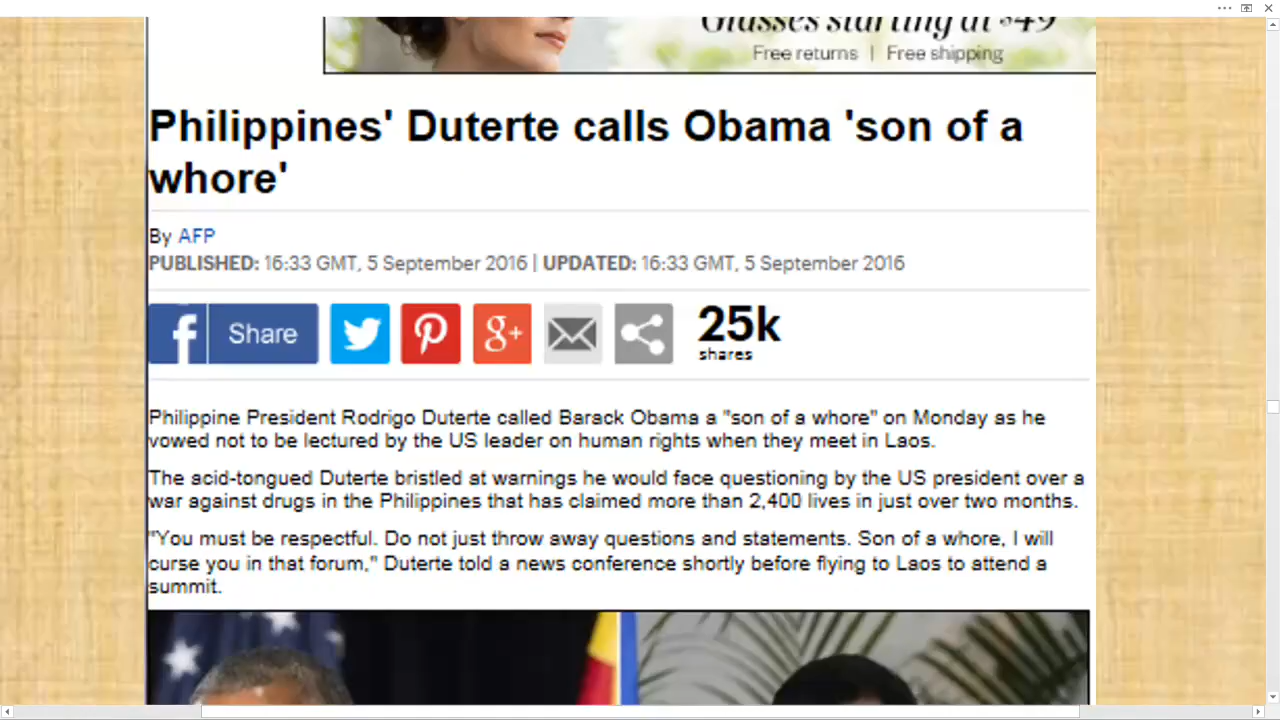 Glasses starting at $49
Free returns | Free shipping
Philippines' Duterte calls Obama 'son of a
whore'
By AFP
PUBLISHED: 16:33 GMT, 5 September 2016 | UPDATED: 16:33 GMT, 5 September 2016
f Share g+ 25k
shares
Philippine President Rodrigo Duterte called Barack Obama a "son of a whore" on Monday as he
vowed not to be lectured by the US leader on human rights when they meet in Laos.
The acid-tongued Duterte bristled at warnings he would face questioning by the US president over a
war against drugs in the Philippines that has claimed more than 2,400 lives in just over two months.
"You must be respectful. Do not just throw away questions and statements. Son of a whore, I will
curse you in that forum," Duterte told a news conference shortly before flying to Laos to attend a
summit.